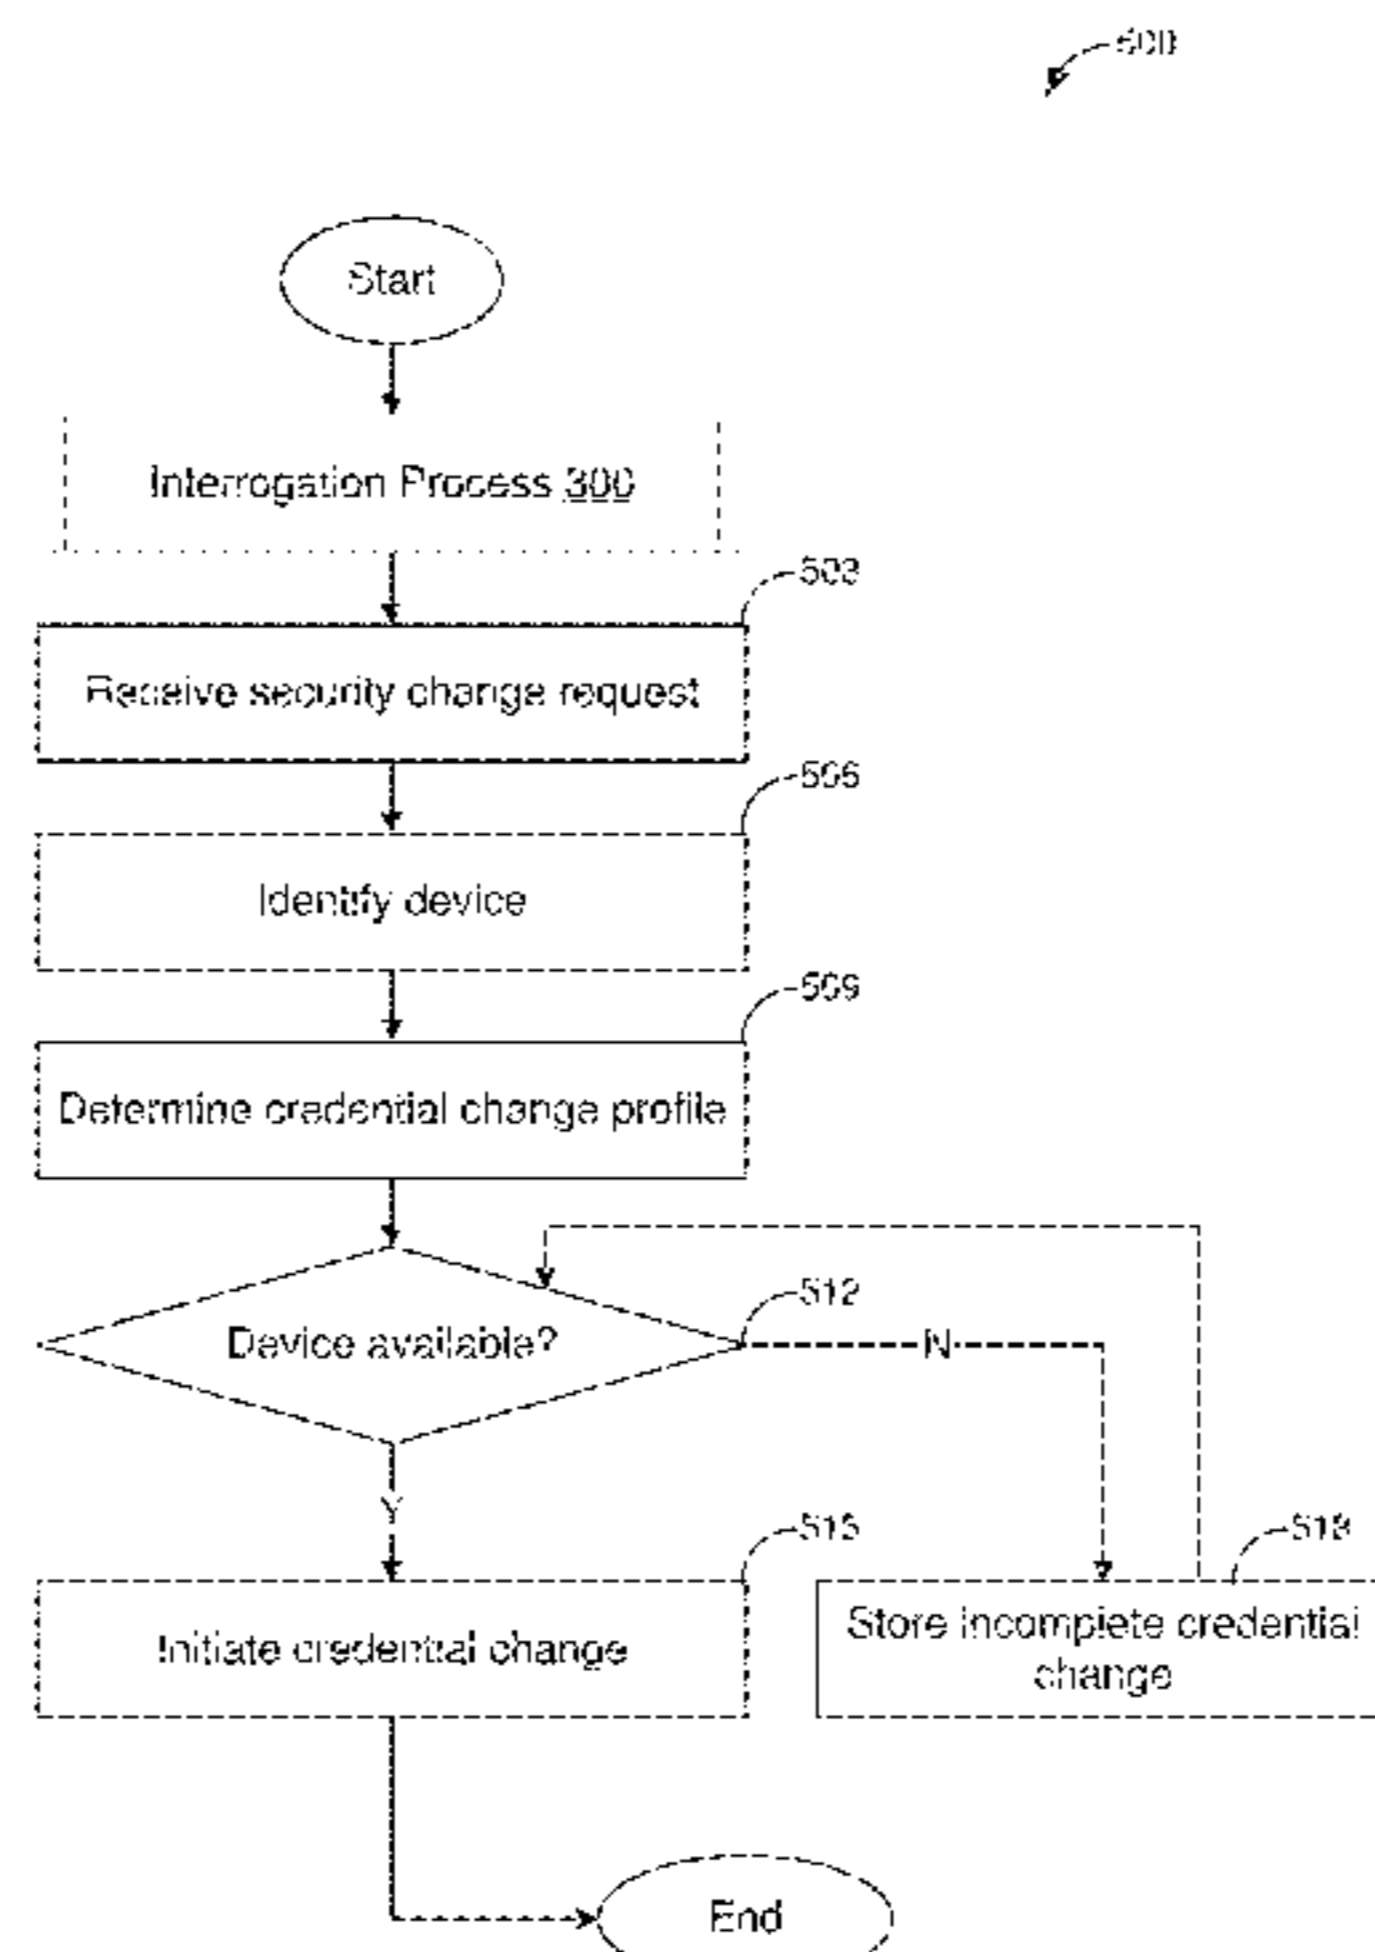 500
Start
Interrogation Process 300
503
Receive security change request
506
Identify device
509
Determine credential change profile
512
Device available?
N
Y
515
518
Initiate credential change
Store incomplete credential
change
End